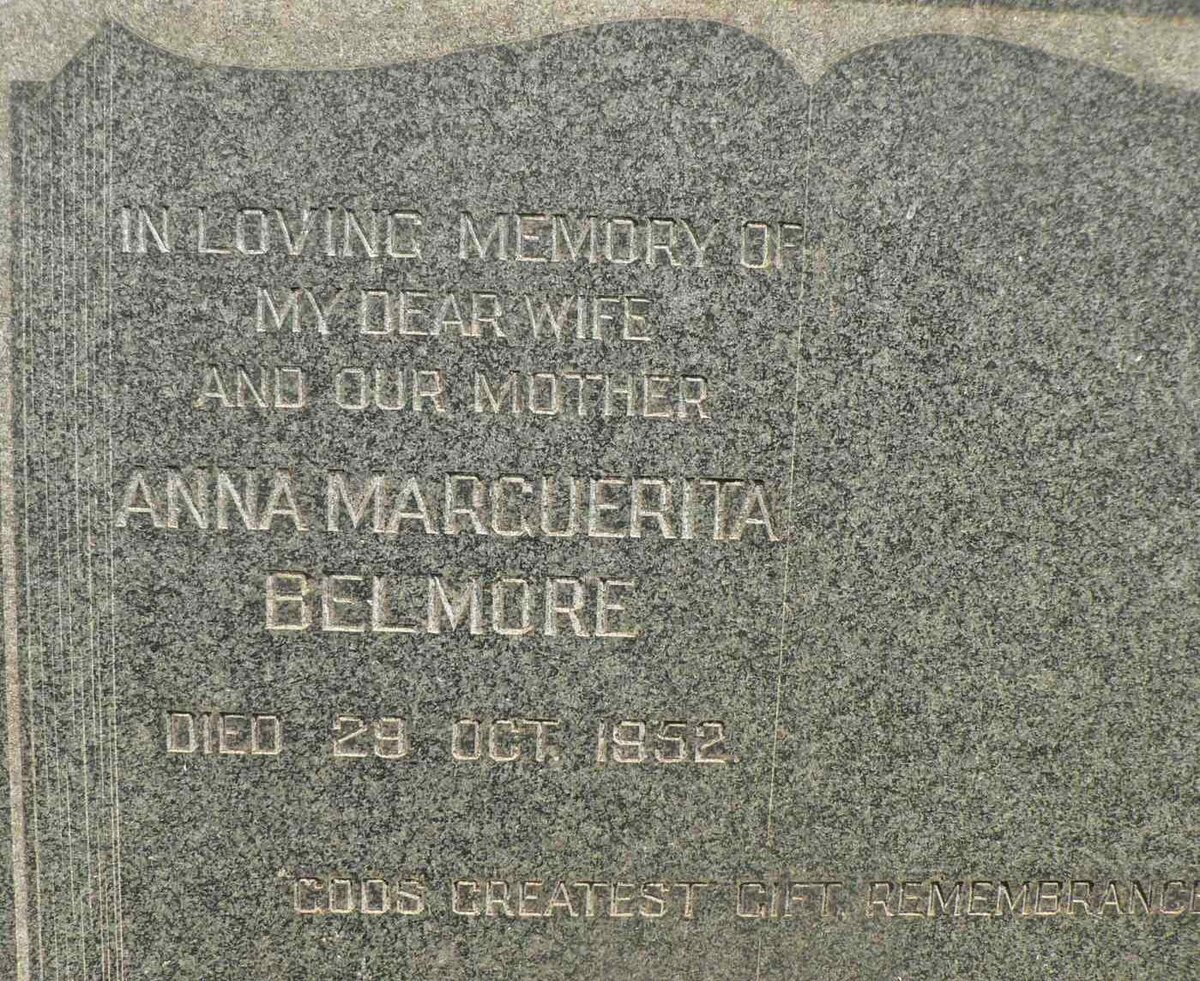 IN LOVING MEMORY OF
MY DEAR WIFE
AND OUR MOTHER
ANNA MARGUERITA
BELMORE
DIED 29 OCT. 1952.
"GODS GREATEST GIFT, REMEMBRANCE